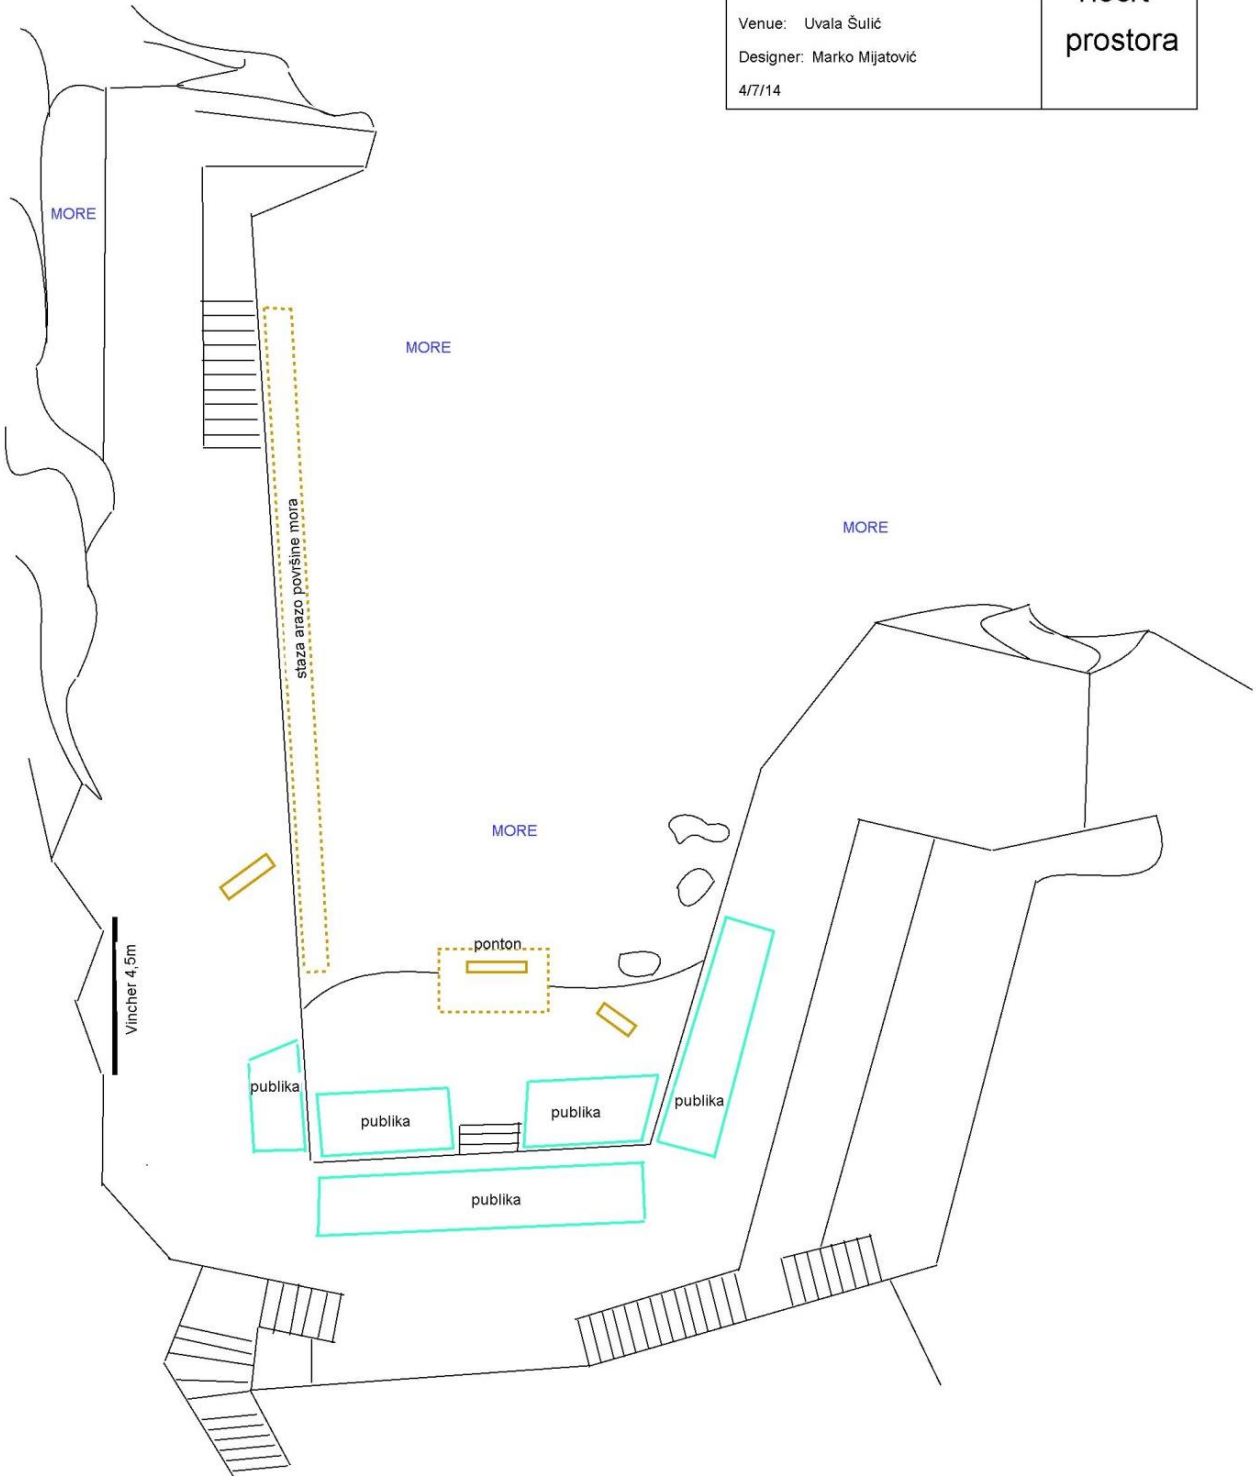 prostora
Venue: Uvala Šulić
Designer: Marko Mijatović
4/7/14
MORE
MORE
MORE
staza arazo površine mora
MORE
ponton
Vincher 4,5m
publika
publika
publika
publika
publika